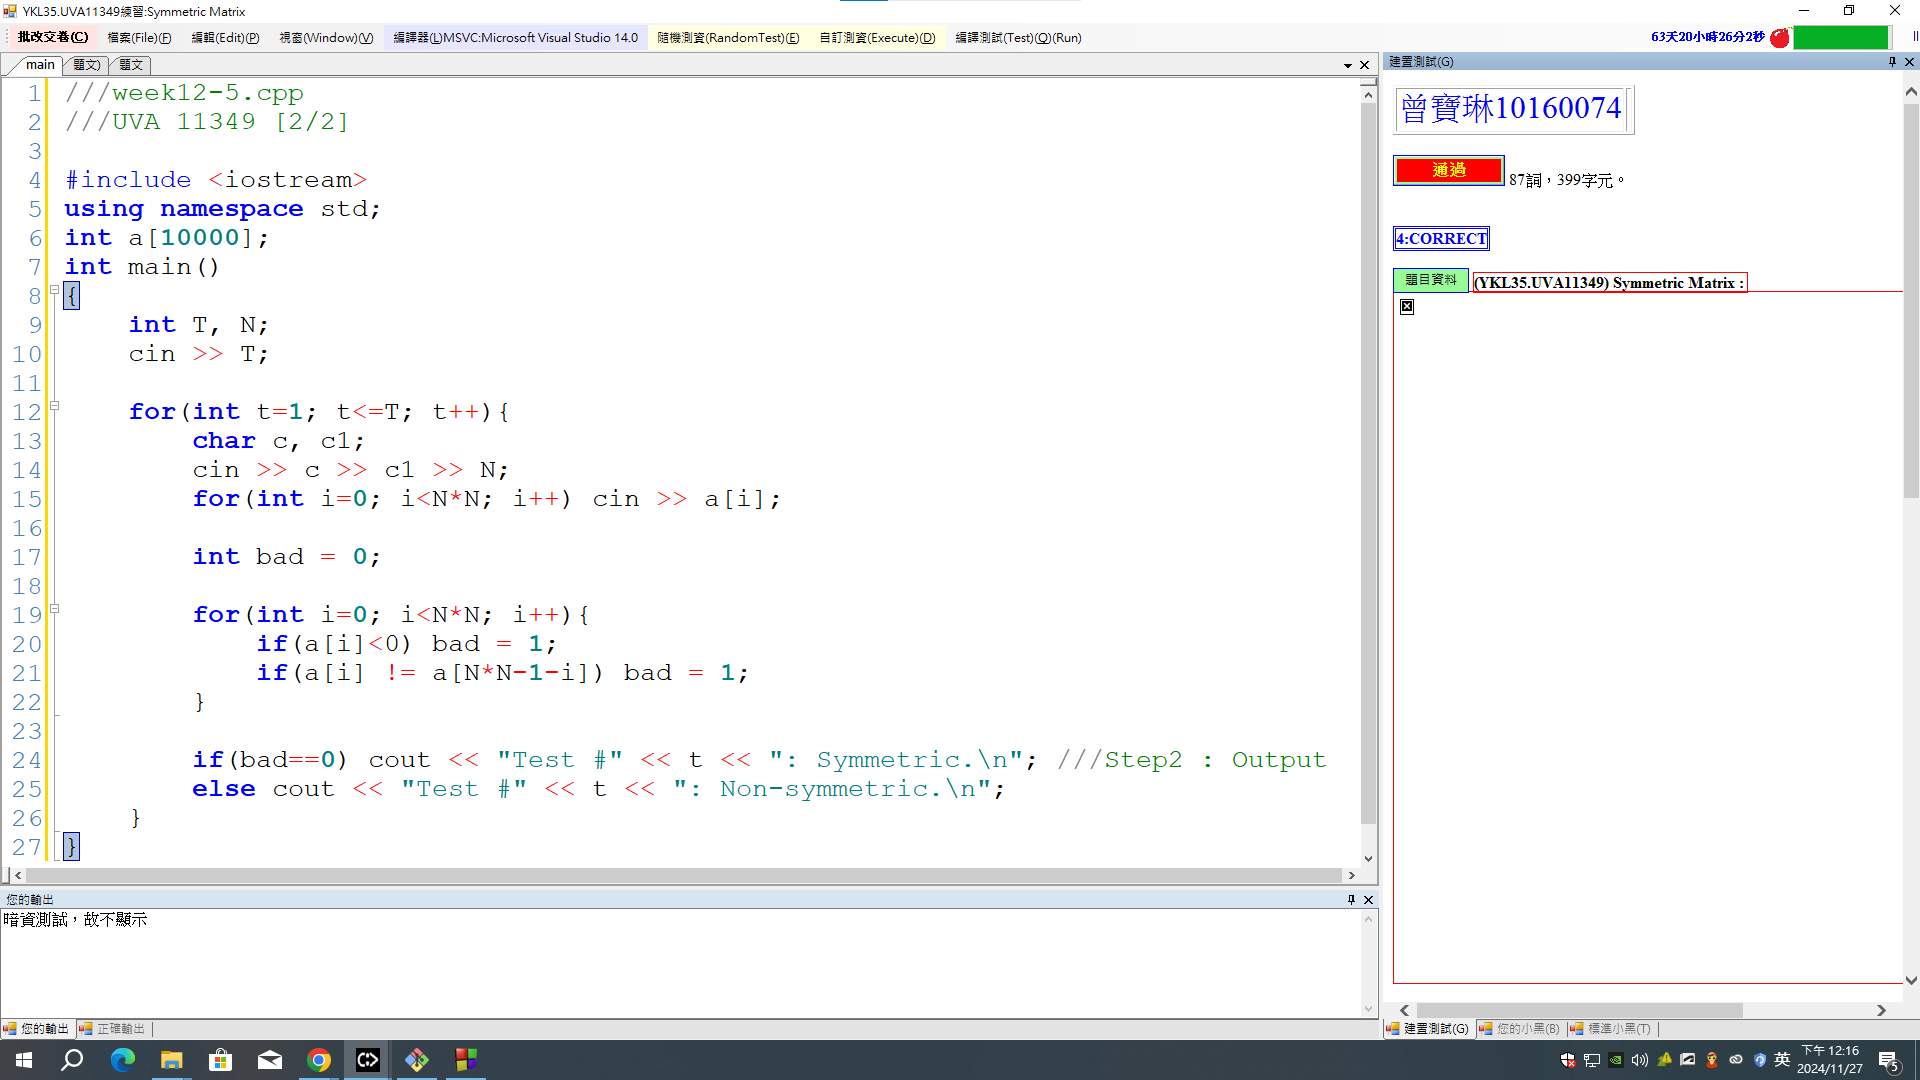 YKL35.UVA11349練習:Symmetric Matrix
批改交卷(C) 檔案(File)(F) 編輯(Edit)(P) 視窗(Window)(V) 編譯器(L)MSVC:Microsoft Visual Studio 14.0 隨機測資(RandomTest)(E) 自訂測資(Execute)(D) 編譯測試(Test)(Q)(Run) 63天20小時26分2秒
main 題文) 題文
1 ///week12-5.cpp
2 ///UVA 11349 [2/2]
3
4 #include <iostream>
5 using namespace std;
6 int a[10000];
7 int main()
8 {
9 int T, N;
10 cin >> T;
11
12 for(int t=1; t<=T; t++){
13 char c, c1;
14 cin >> c >> c1 >> N;
15 for(int i=0; i<N*N; i++) cin >> a[i];
16
17 int bad = 0;
18
19 for(int i=0; i<N*N; i++){
20 if(a[i]<0) bad = 1;
21 if(a[i] != a[N*N-1-i]) bad = 1;
22 }
23
24 if(bad==0) cout << "Test #" << t << ": Symmetric.\n"; ///Step2 : Output
25 else cout << "Test #" << t << ": Non-symmetric.\n";
26 }
27 }
您的輸出
暗資測試，故不顯示
您的輸出 正確輸出
建置測試(G)
曾寶琳10160074
通過 87詞，399字元。
4:CORRECT
題目資料 (YKL35.UVA11349) Symmetric Matrix :
建置測試(G) 您的小黑(B) 標準小黑(T)
英 下午 12:16
2024/11/27 5